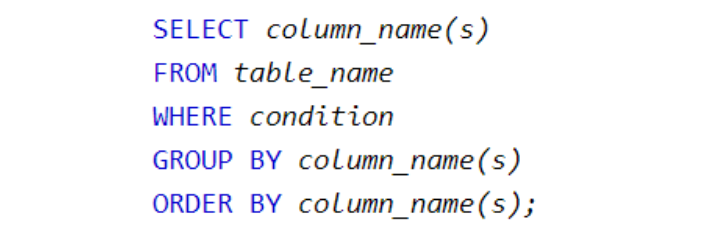 SELECT column_name(s)
FROM table_name
WHERE condition
GROUP BY column_name(s)
ORDER BY column_name(s);